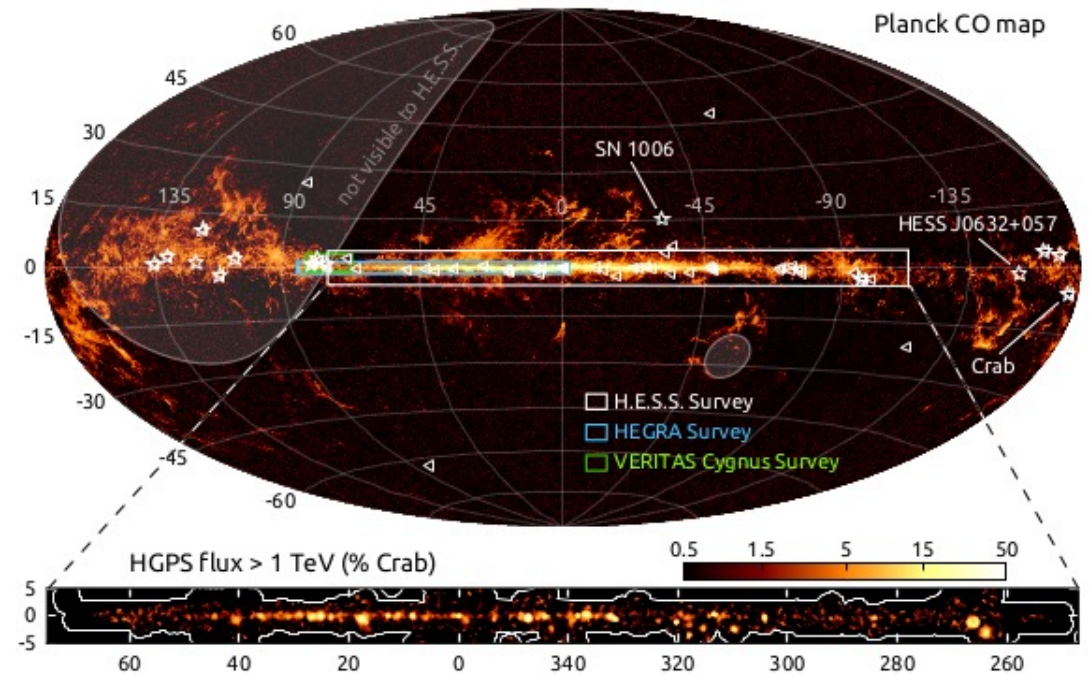 Planck CO map
60
45
30
15
0
-15
-30
-45
-60
not visible to H.E.S.S.
135
90
45
0
-45
-90
-135
SN 1006
HESS J0632+057
Crab
H.E.S.S. Survey
HEGRA Survey
VERITAS Cygnus Survey
HGPS flux > 1 TeV (% Crab)
0.5 1.5 5 15 50
5
0
-5
60 40 20 0 340 320 300 280 260